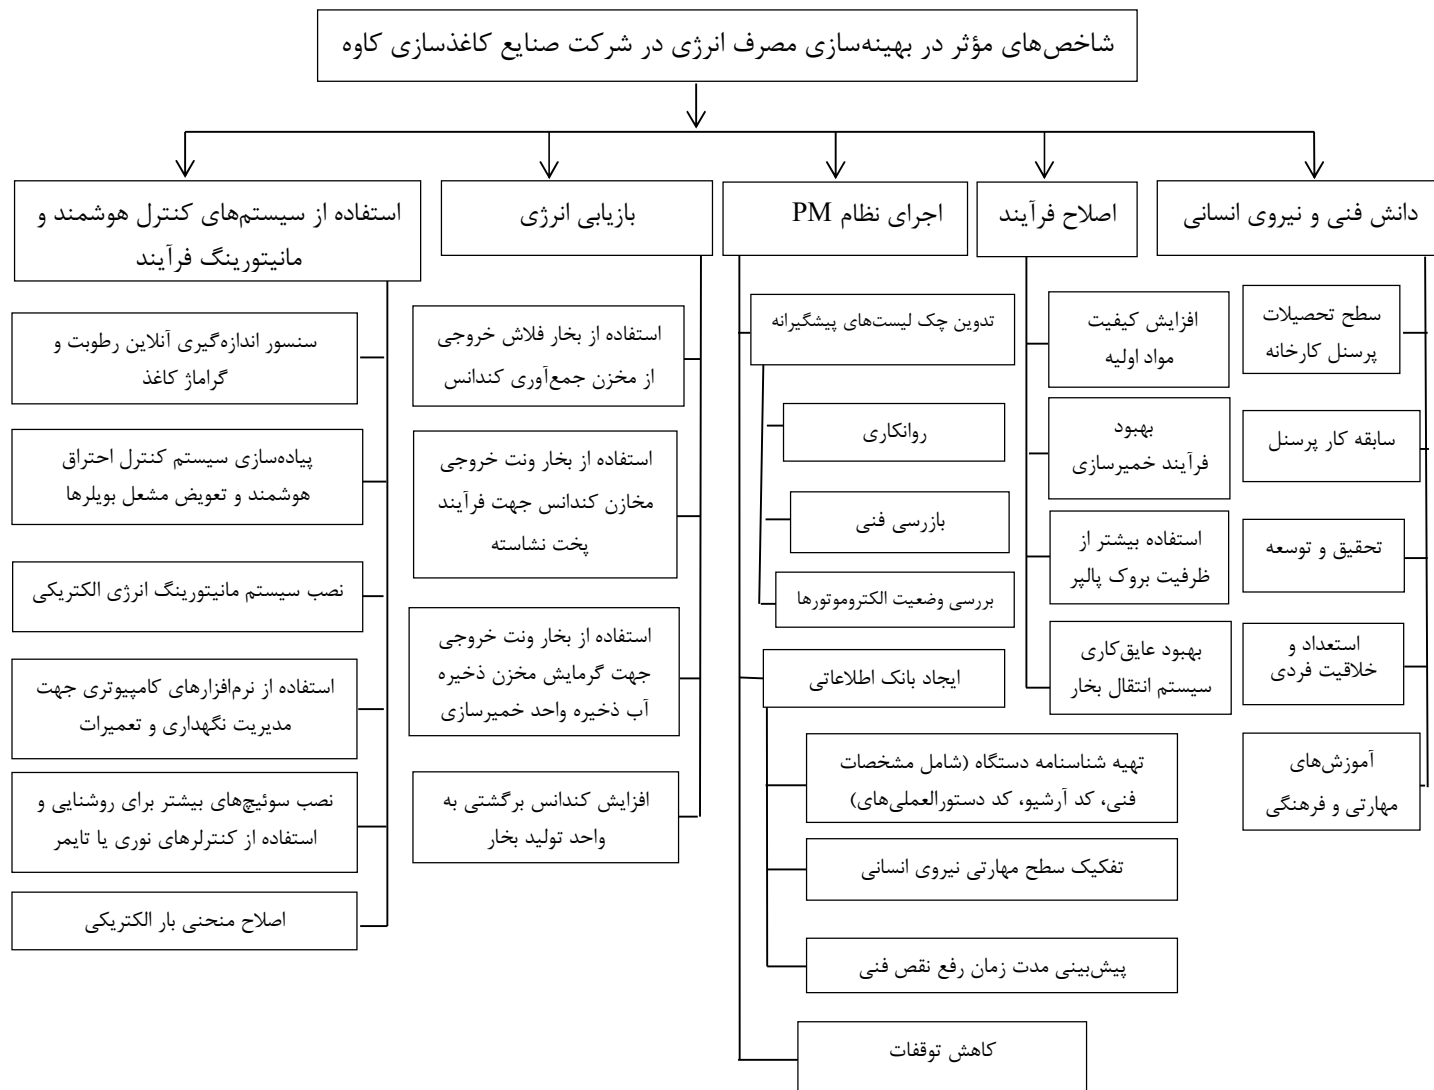 شاخص‌های مؤثر در بهینه‌سازی مصرف انرژی در شرکت صنایع کاغذسازی کاوه
دانش فنی و نیروی انسانی
سطح تحصیلات
پرسنل کارخانه
سابقه کار پرسنل
تحقیق و توسعه
استعداد و
خلاقیت فردی
آموزش‌های
مهارتی و فرهنگی
اصلاح فرآیند
افزایش کیفیت
مواد اولیه
بهبود
فرآیند خمیرسازی
استفاده بیشتر از
ظرفیت بروک پالپر
بهبود عایق‌کاری
سیستم انتقال بخار
اجرای نظام PM
تدوین چک لیست‌های پیشگیرانه
روانکاری
بازرسی فنی
بررسی وضعیت الکتروموتورها
ایجاد بانک اطلاعاتی
تهیه شناسنامه دستگاه (شامل مشخصات
فنی، کد آرشیو، کد دستورالعملی‌های)
تفکیک سطح مهارتی نیروی انسانی
پیش‌بینی مدت زمان رفع نقص فنی
کاهش توقفات
بازیابی انرژی
استفاده از بخار فلاش خروجی
از مخزن جمع‌آوری کندانس
استفاده از بخار ونت خروجی
مخازن کندانس جهت فرآیند
پخت نشاسته
استفاده از بخار ونت خروجی
جهت گرمایش مخزن ذخیره
آب ذخیره واحد خمیرسازی
افزایش کندانس برگشتی به
واحد تولید بخار
استفاده از سیستم‌های کنترل هوشمند و
مانیتورینگ فرآیند
سنسور اندازه‌گیری آنلاین رطوبت و
گراماژ کاغذ
پیاده‌سازی سیستم کنترل احتراق
هوشمند و تعویض مشعل بویلرها
نصب سیستم مانیتورینگ انرژی الکتریکی
استفاده از نرم‌افزارهای کامپیوتری جهت
مدیریت نگهداری و تعمیرات
نصب سوئیچ‌های بیشتر برای روشنایی و
استفاده از کنترلرهای نوری یا تایمر
اصلاح منحنی بار الکتریکی